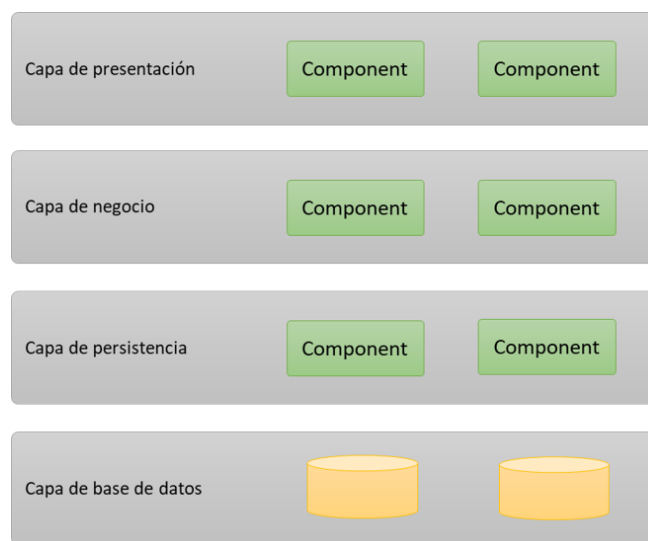 Capa de presentación Component Component
Capa de negocio Component Component
Capa de persistencia Component Component
Capa de base de datos